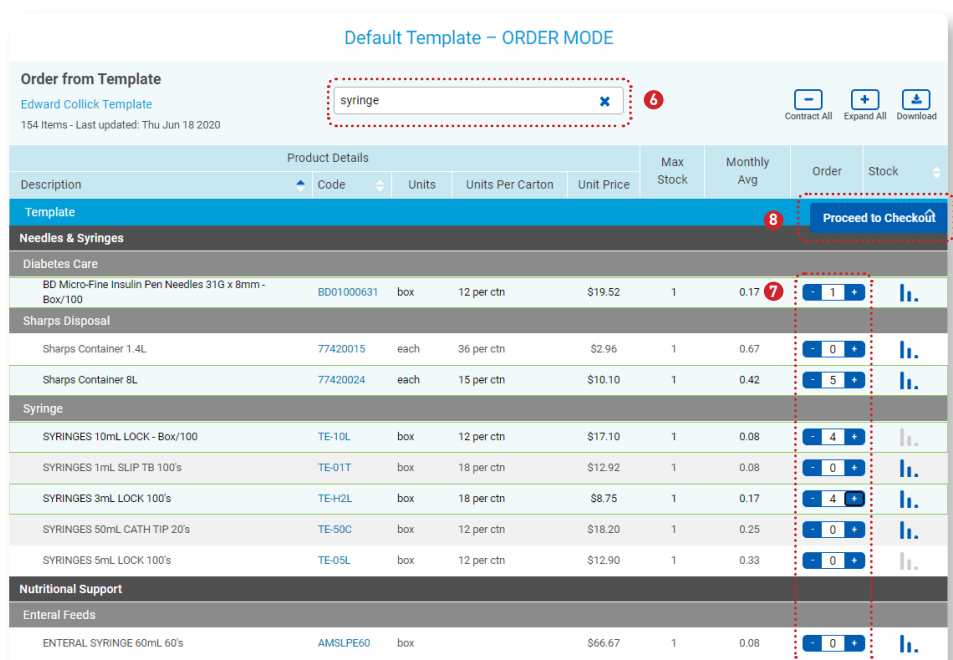 Default Template – ORDER MODE
Order from Template
Edward Collick Template
154 Items - Last updated: Thu Jun 18 2020
syringe
6
Contract All Expand All Download
Product Details
Max Stock Monthly Avg Order Stock
Description Code Units Units Per Carton Unit Price
Template
8
Proceed to Checkout
Needles & Syringes
Diabetes Care
BD Micro-Fine Insulin Pen Needles 31G x 8mm -
Box/100 BD01000631 box 12 per ctn $19.52 1 0.17 7 - 1 +
Sharps Disposal
Sharps Container 1.4L 77420015 each 36 per ctn $2.96 1 0.67 - 0 +
Sharps Container 8L 77420024 each 15 per ctn $10.10 1 0.42 - 5 +
Syringe
SYRINGES 10mL LOCK - Box/100 TE-10L box 12 per ctn $17.10 1 0.08 - 4 +
SYRINGES 1mL SLIP TB 100's TE-01T box 18 per ctn $12.92 1 0.08 - 0 +
SYRINGES 3mL LOCK 100's TE-H2L box 18 per ctn $8.75 1 0.17 - 4 +
SYRINGES 50mL CATH TIP 20's TE-50C box 12 per ctn $18.20 1 0.25 - 0 +
SYRINGES 5mL LOCK 100's TE-05L box 12 per ctn $12.90 1 0.33 - 0 +
Nutritional Support
Enteral Feeds
ENTERAL SYRINGE 60mL 60's AMSLPE60 box $66.67 1 0.08 - 0 +